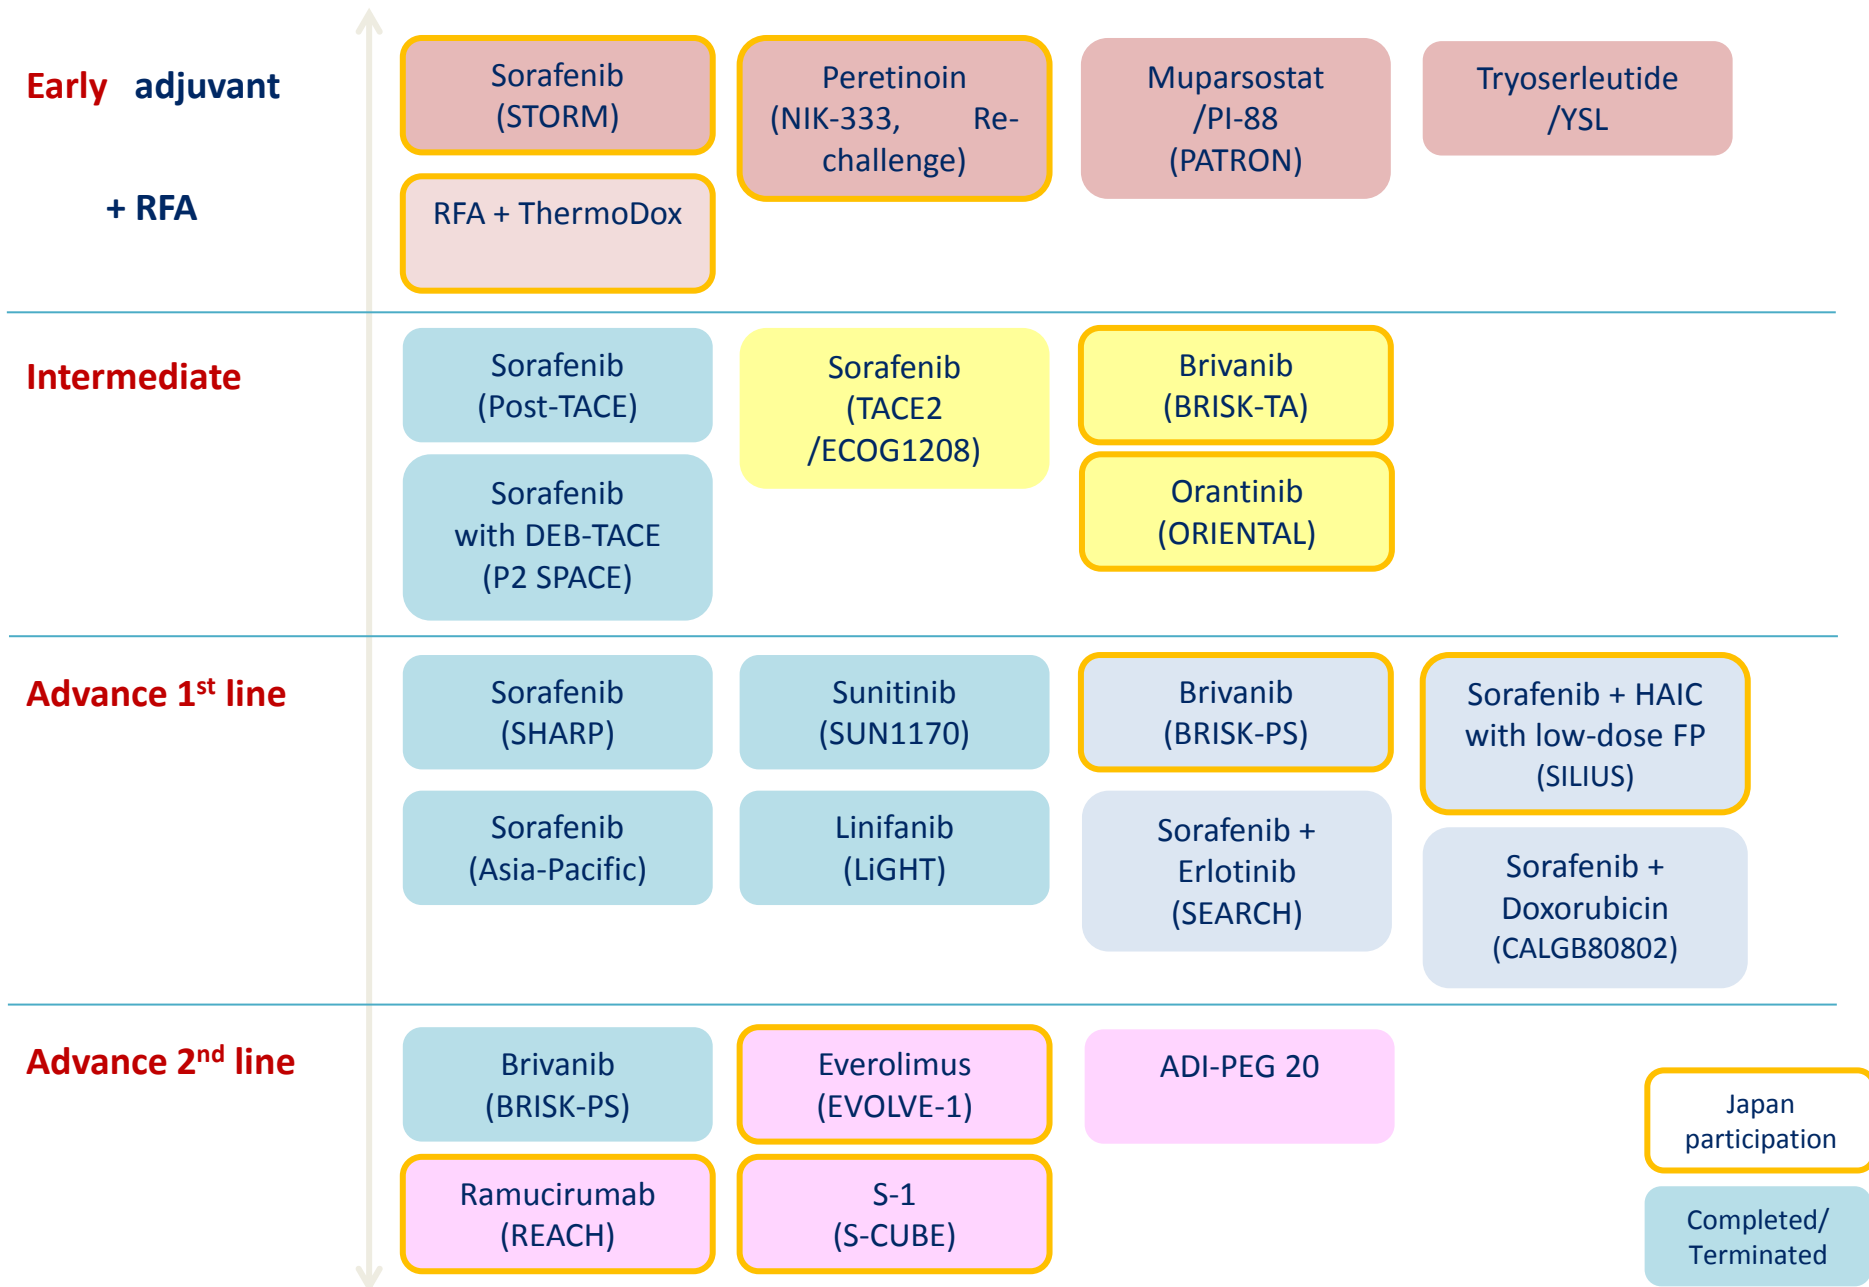 Early adjuvant
+ RFA
Sorafenib
(STORM)
Peretinoin
(NIK-333, Re-
challenge)
Muparsostat
/PI-88
(PATRON)
Tryoserleutide
/YSL
RFA + ThermoDox
Intermediate
Sorafenib
(Post-TACE)
Sorafenib
(TACE2
/ECOG1208)
Brivanib
(BRISK-TA)
Sorafenib
with DEB-TACE
(P2 SPACE)
Orantinib
(ORIENTAL)
Advance 1st line
Sorafenib
(SHARP)
Sunitinib
(SUN1170)
Brivanib
(BRISK-PS)
Sorafenib + HAIC
with low-dose FP
(SILIUS)
Sorafenib
(Asia-Pacific)
Linifanib
(LiGHT)
Sorafenib +
Erlotinib
(SEARCH)
Sorafenib +
Doxorubicin
(CALGB80802)
Advance 2nd line
Brivanib
(BRISK-PS)
Everolimus
(EVOLVE-1)
ADI-PEG 20
Ramucirumab
(REACH)
S-1
(S-CUBE)
Japan
participation
Completed/
Terminated